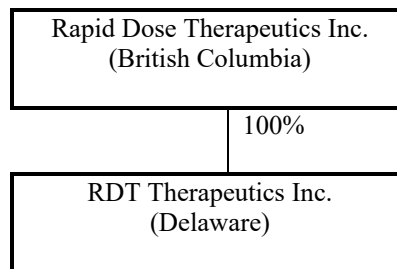 Rapid Dose Therapeutics Inc.
(British Columbia)
100%
RDT Therapeutics Inc.
(Delaware)